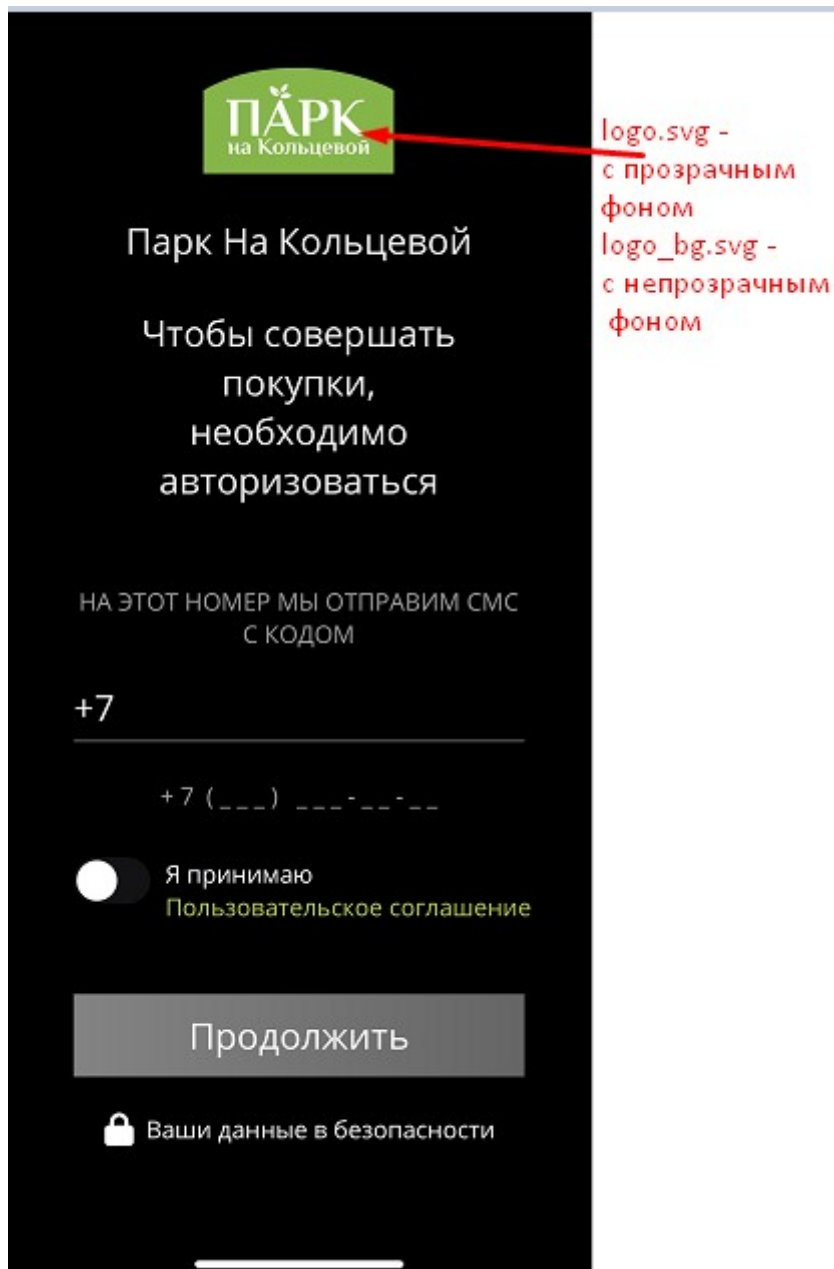 ПАРК
на Кольцевой
Парк На Кольцевой
Чтобы совершать
покупки,
необходимо
авторизоваться
НА ЭТОТ НОМЕР МЫ ОТПРАВИМ СМС
С КОДОМ
+7
+7 (___) ___-__-__
Я принимаю
Пользовательское соглашение
Продолжить
Ваши данные в безопасности
logo.svg -
с прозрачным
фоном
logo_bg.svg -
с непрозрачным
фоном